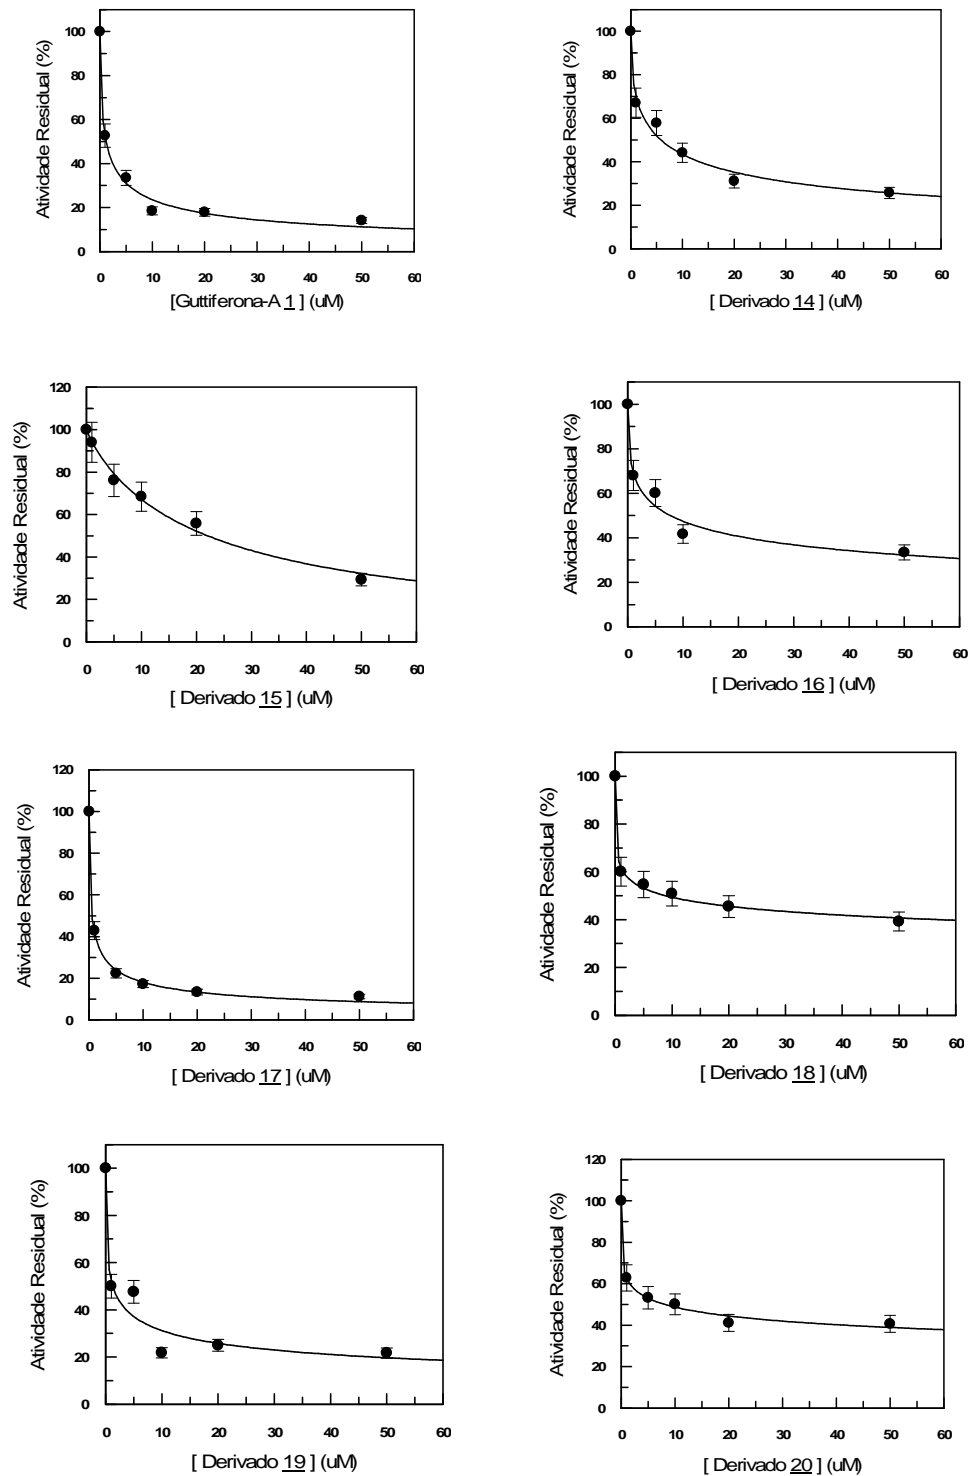 Atividade Residual (%)
100
80
60
40
20
0
0 10 20 30 40 50 60
[Guttiferona-A 1 ] (uM)
Atividade Residual (%)
100
80
60
40
20
0
0 10 20 30 40 50 60
[ Derivado 14 ] (uM)
Atividade Residual (%)
120
100
80
60
40
20
0
0 10 20 30 40 50 60
[ Derivado 15 ] (uM)
Atividade Residual (%)
100
80
60
40
20
0
0 10 20 30 40 50 60
[ Derivado 16 ] (uM)
Atividade Residual (%)
120
100
80
60
40
20
0
0 10 20 30 40 50 60
[ Derivado 17 ] (uM)
Atividade Residual (%)
100
80
60
40
20
0
0 10 20 30 40 50 60
[ Derivado 18 ] (uM)
Atividade Residual (%)
100
80
60
40
20
0
0 10 20 30 40 50 60
[ Derivado 19 ] (uM)
Atividade Residual (%)
120
100
80
60
40
20
0
0 10 20 30 40 50 60
[ Derivado 20 ] (uM)